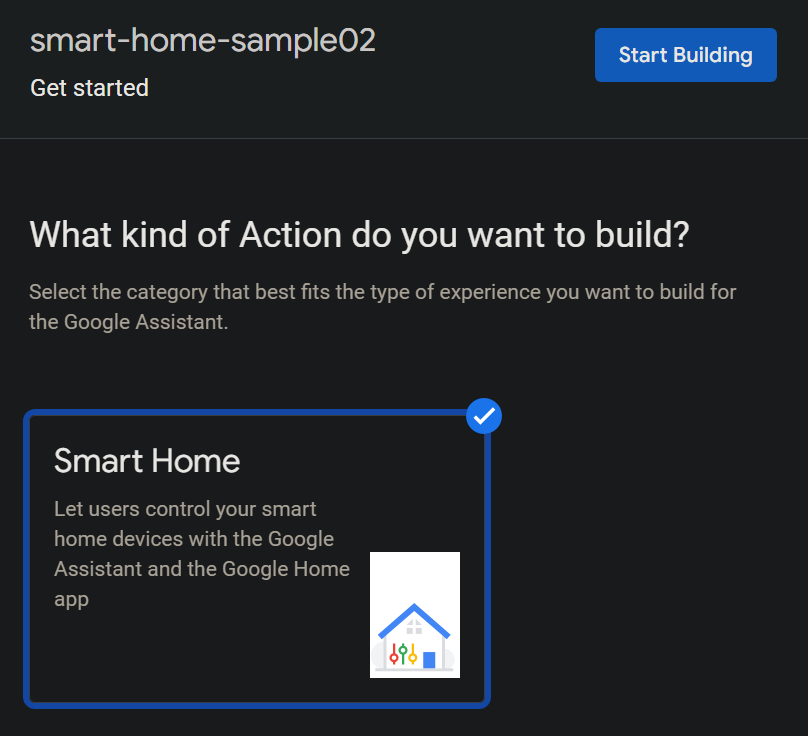 smart-home-sample02
Start Building
Get started
What kind of Action do you want to build?
Select the category that best fits the type of experience you want to build for
the Google Assistant.
Smart Home
Let users control your smart
home devices with the Google
Assistant and the Google Home
app